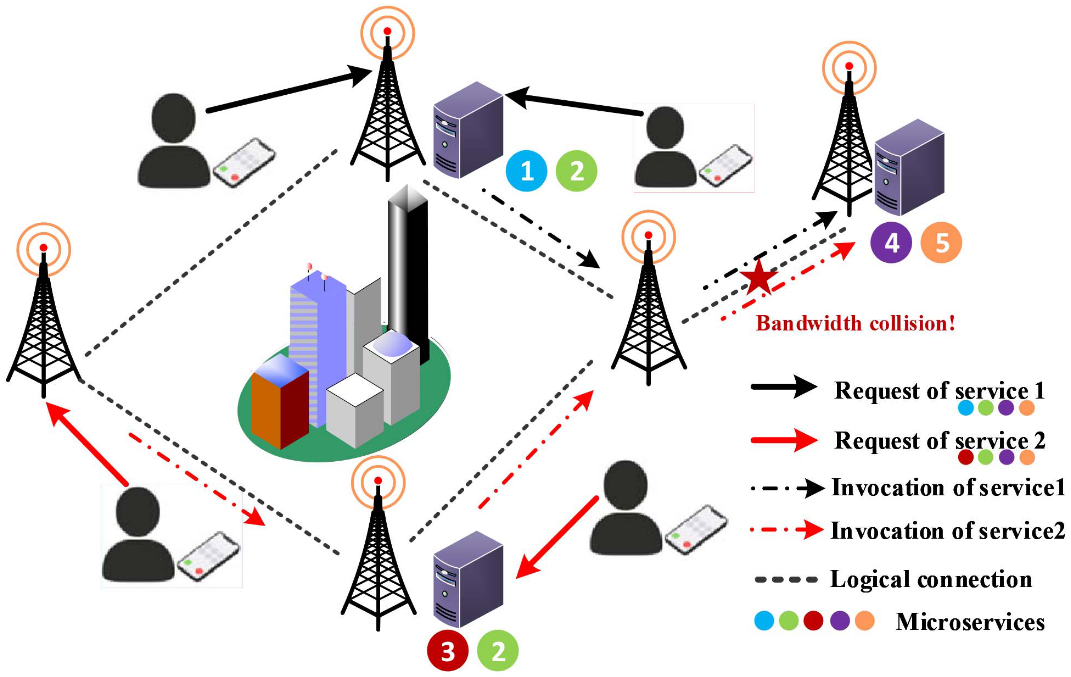 1 2
4 5
Bandwidth collision!
Request of service 1
Request of service 2
Invocation of service1
Invocation of service2
Logical connection
Microservices
3 2